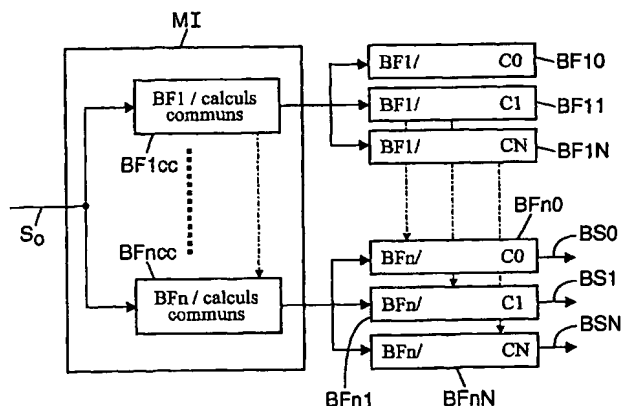 MI
BF1 / calculs
communs
BF1cc
BF1/ C0
BF10
BF1/ C1
BF11
BF1/ CN
BF1N
So
BFncc
BFn / calculs
communs
BFn0
BFn/ C0
BS0
BFn/ C1
BS1
BFn/ CN
BSN
BFn1
BFnN